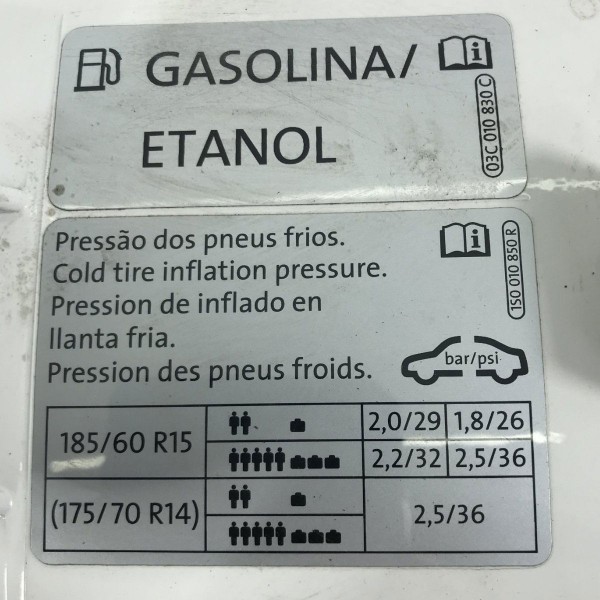 GASOLINA/
ETANOL
03C 010 830 C
Pressão dos pneus frios.
Cold tire inflation pressure.
Pression de inflado en
llanta fria.
Pression des pneus froids.
1S0 010 850 R
bar/psi
185/60 R15
2,0/29 1,8/26
2,2/32 2,5/36
(175/70 R14)
2,5/36